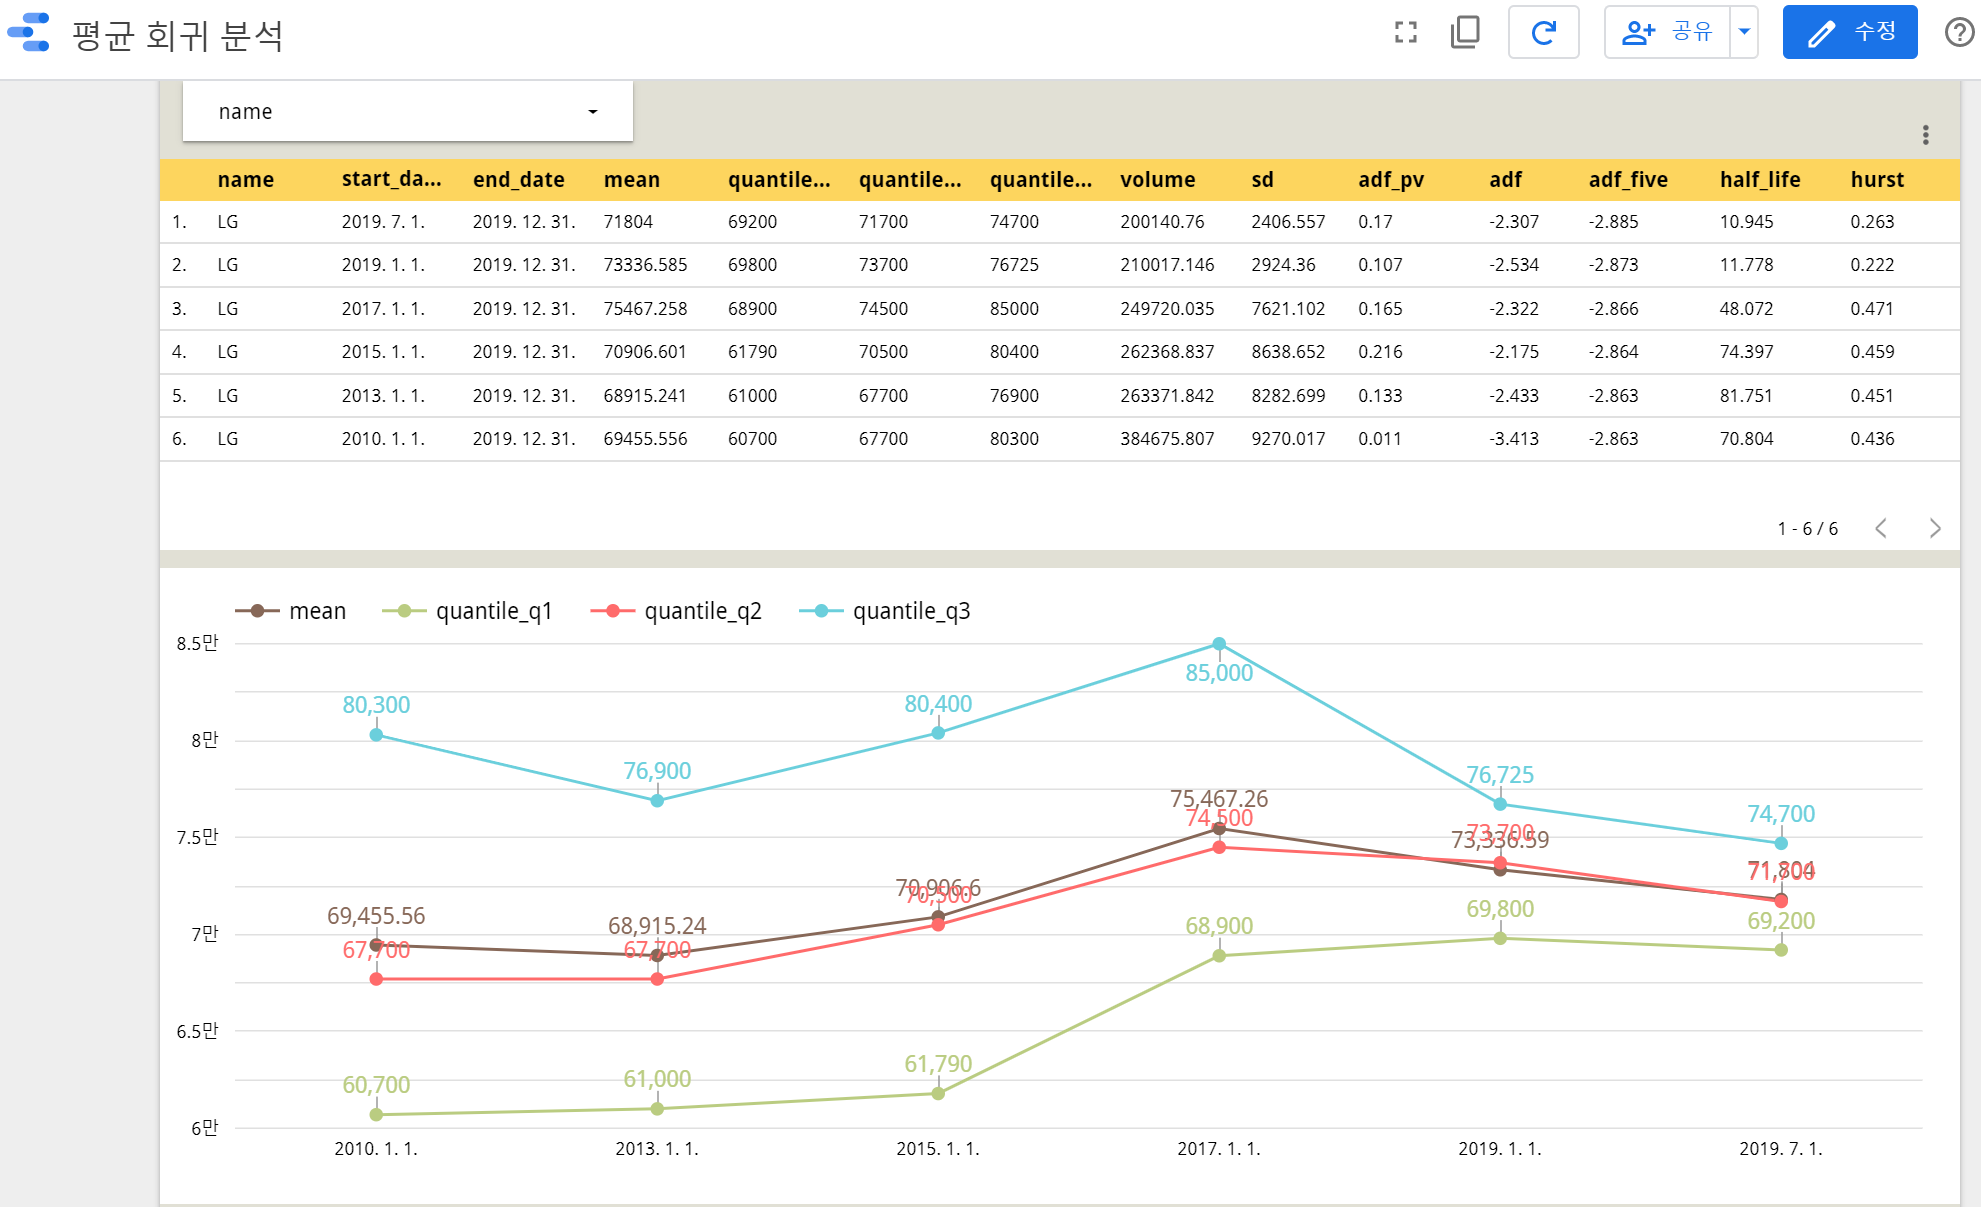 평균 회귀 분석
공유
수정
name
name start_da... end_date mean quantile... quantile... quantile... volume sd adf_pv adf adf_five half_life hurst
1. LG 2019. 7. 1. 2019. 12. 31. 71804 69200 71700 74700 200140.76 2406.557 0.17 -2.307 -2.885 10.945 0.263
2. LG 2019. 1. 1. 2019. 12. 31. 73336.585 69800 73700 76725 210017.146 2924.36 0.107 -2.534 -2.873 11.778 0.222
3. LG 2017. 1. 1. 2019. 12. 31. 75467.258 68900 74500 85000 249720.035 7621.102 0.165 -2.322 -2.866 48.072 0.471
4. LG 2015. 1. 1. 2019. 12. 31. 70906.601 61790 70500 80400 262368.837 8638.652 0.216 -2.175 -2.864 74.397 0.459
5. LG 2013. 1. 1. 2019. 12. 31. 68915.241 61000 67700 76900 263371.842 8282.699 0.133 -2.433 -2.863 81.751 0.451
6. LG 2010. 1. 1. 2019. 12. 31. 69455.556 60700 67700 80300 384675.807 9270.017 0.011 -3.413 -2.863 70.804 0.436
1 - 6 / 6
mean quantile_q1 quantile_q2 quantile_q3
8.5만
85,000
80,300
80,400
8만
76,900
76,725
75,467.26
74,500
74,700
7.5만
73,700
73,336.59
71,804
71,700
70,906.6
70,500
69,455.56
68,915.24
68,900
69,800
69,200
7만
67,700
67,700
6.5만
61,790
60,700
61,000
6만
2010. 1. 1. 2013. 1. 1. 2015. 1. 1. 2017. 1. 1. 2019. 1. 1. 2019. 7. 1.